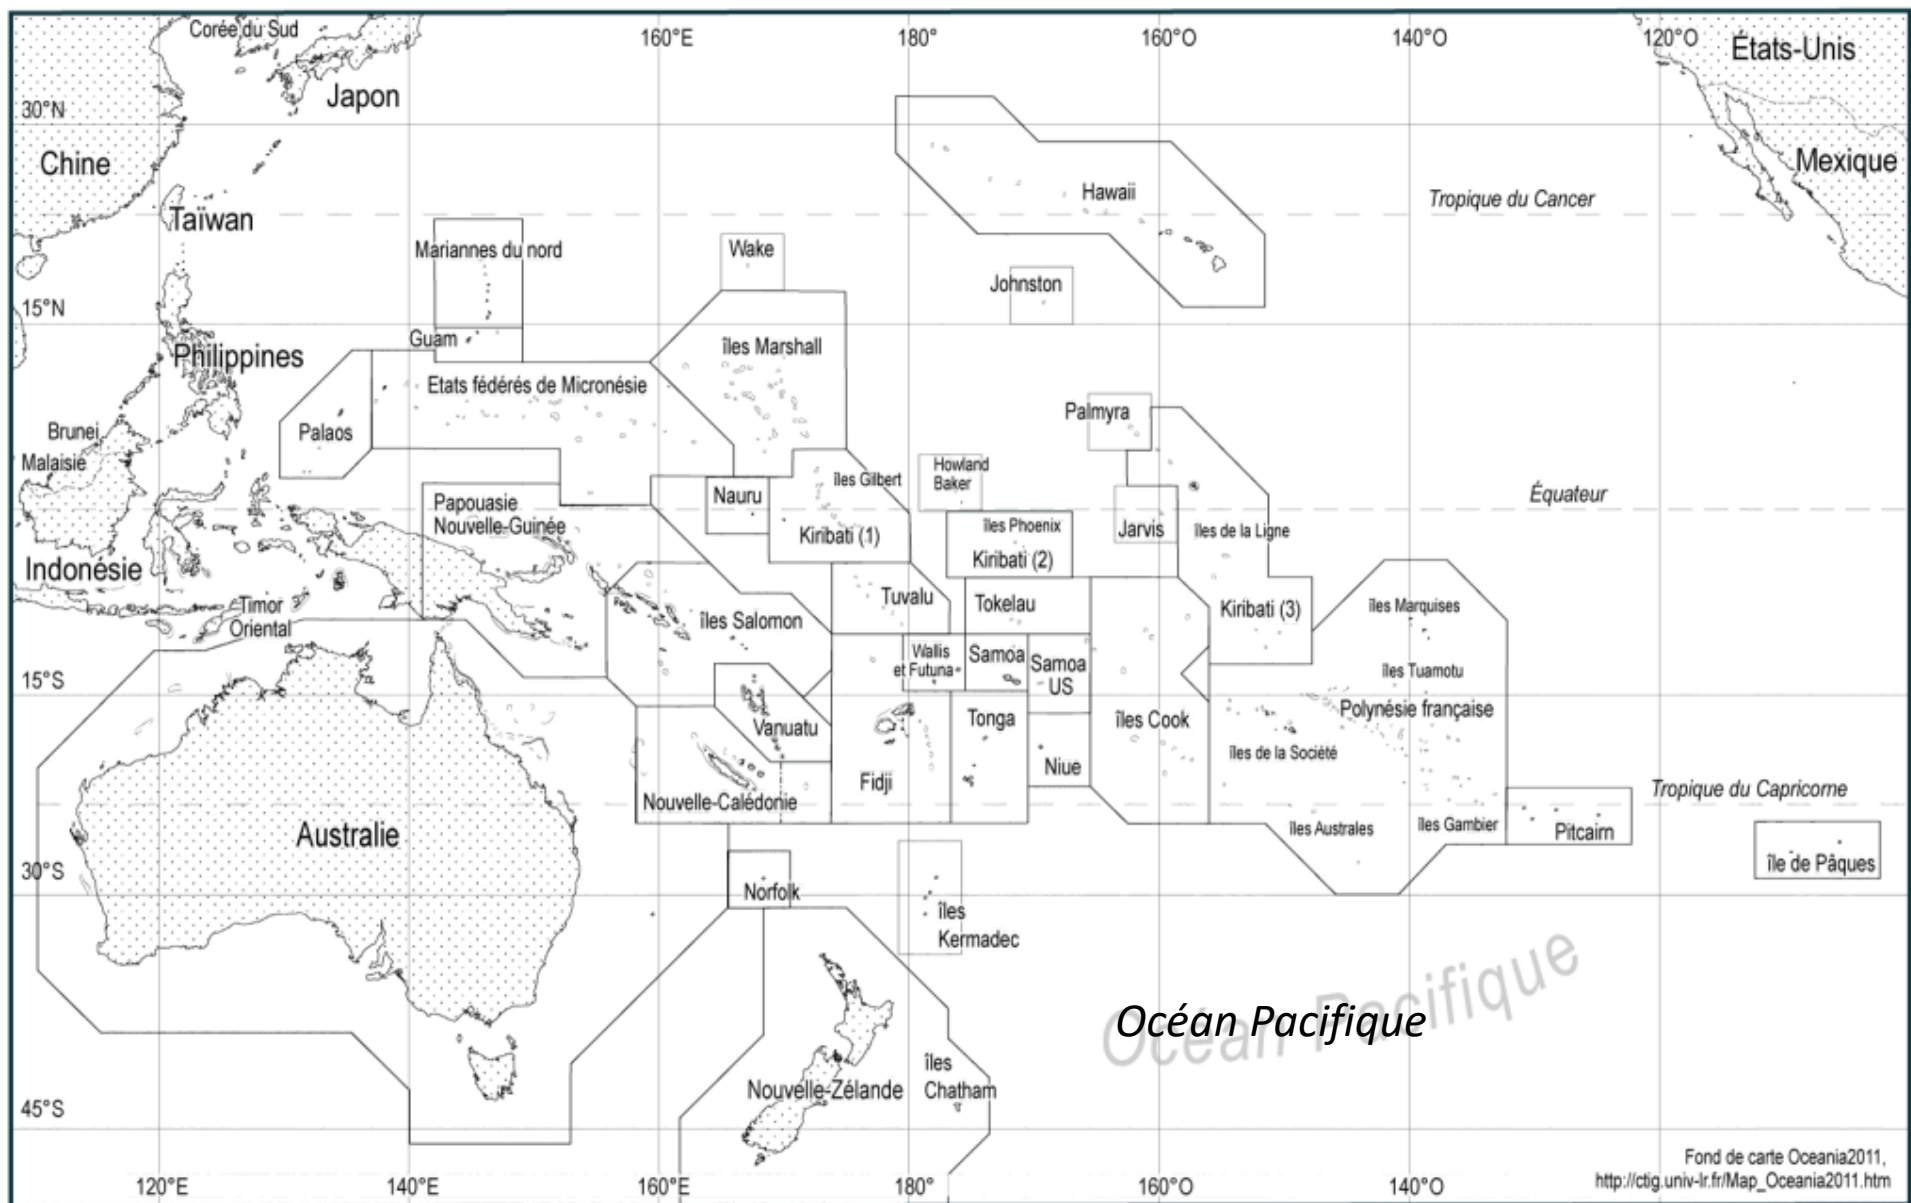 Corée du Sud
160°E
180°
160°O
140°O
120°O
États-Unis
Japon
30°N
Chine
Mexique
Hawaii
Tropique du Cancer
Taïwan
Mariannes du nord
Wake
Johnston
15°N
Guam
Philippines
îles Marshall
Etats fédérés de Micronésie
Palmyra
Brunei
Palaos
Malaisie
Howland
Baker
îles Gilbert
Nauru
Papouasie
Nouvelle-Guinée
Équateur
îles Phoenix
Jarvis
îles de la Ligne
Kiribati (1)
Kiribati (2)
Indonésie
Tuvalu
Tokelau
Kiribati (3)
îles Marquises
Timor
Oriental
îles Salomon
Wallis
et Futuna
Samoa
Samoa
US
îles Tuamotu
15°S
Polynésie française
Vanuatu
Tonga
îles Cook
îles de la Société
Niue
Fidji
Nouvelle-Calédonie
Tropique du Capricorne
Australie
îles Australes
îles Gambier
Pitcairn
île de Pâques
30°S
Norfolk
îles
Kermadec
Océan Pacifique
Océan Pacifique
Nouvelle-Zélande
îles
Chatham
45°S
Fond de carte Oceania2011,
http://ctig.univ-lr.fr/Map_Oceania2011.htm
120°E
140°E
160°E
180°
160°O
140°O
120°O